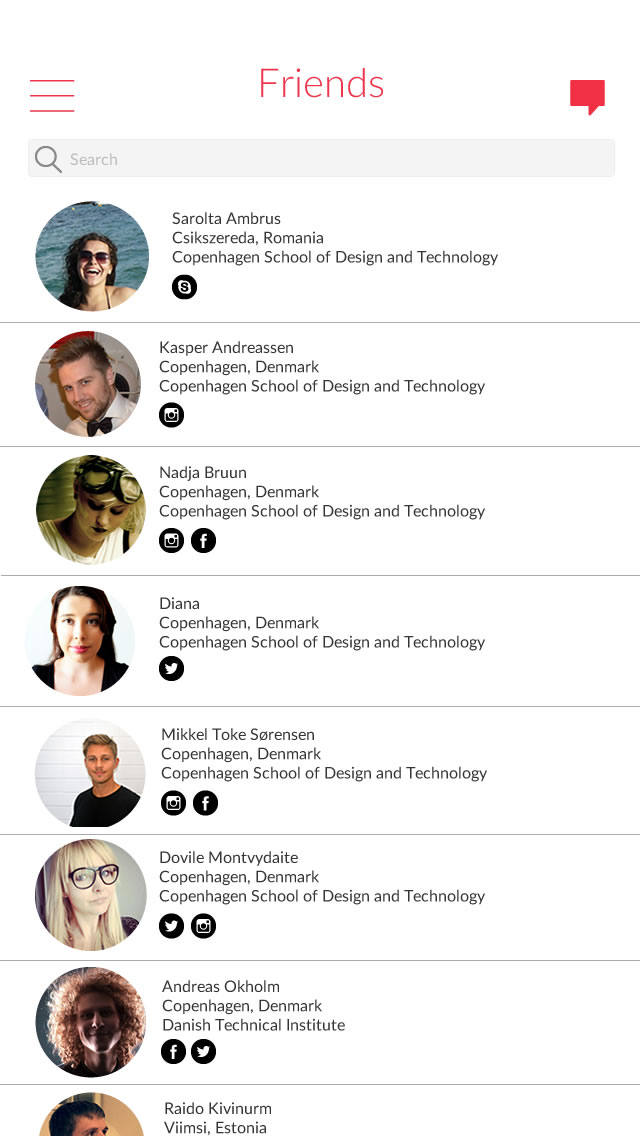 Friends
Search
Sarolta Ambrus
Csikszereda, Romania
Copenhagen School of Design and Technology
Kasper Andreassen
Copenhagen, Denmark
Copenhagen School of Design and Technology
Nadja Bruun
Copenhagen, Denmark
Copenhagen School of Design and Technology
Diana
Copenhagen, Denmark
Copenhagen School of Design and Technology
Mikkel Toke Sørensen
Copenhagen, Denmark
Copenhagen School of Design and Technology
Dovile Montvydaite
Copenhagen, Denmark
Copenhagen School of Design and Technology
Andreas Okholm
Copenhagen, Denmark
Danish Technical Institute
Raido Kivinurm
Viimsi, Estonia